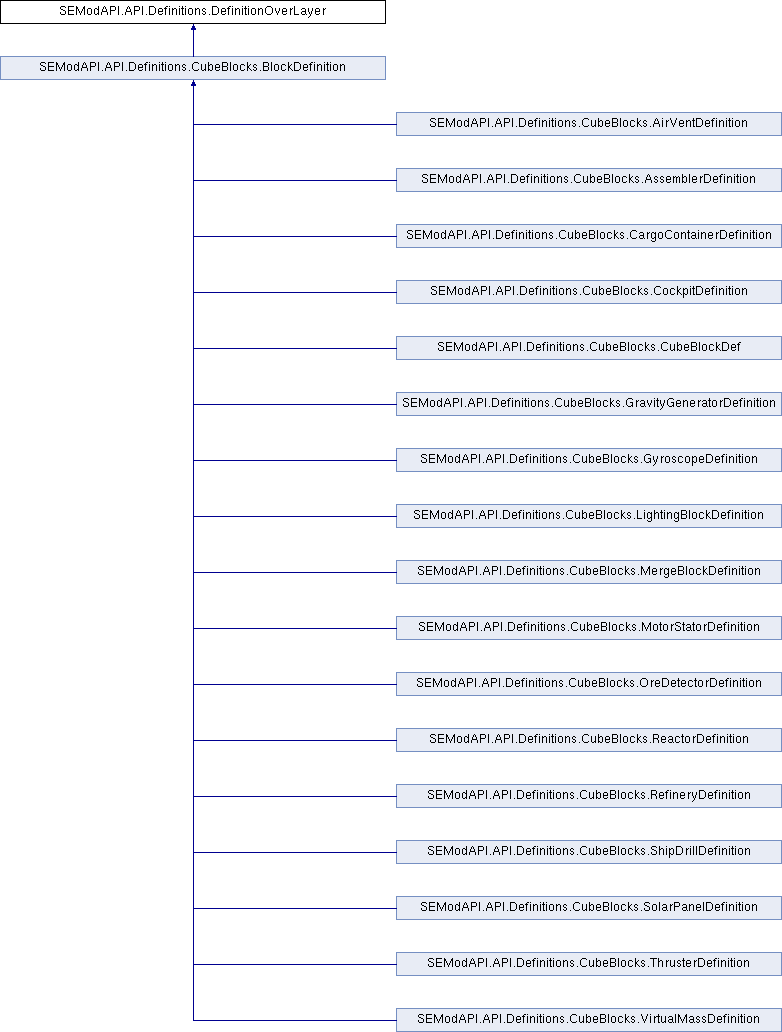 SEModAPI.API.Definitions.DefinitionOverLayer
SEModAPI.API.Definitions.CubeBlocks.BlockDefinition
SEModAPI.API.Definitions.CubeBlocks.AirVentDefinition
SEModAPI.API.Definitions.CubeBlocks.AssemblerDefinition
SEModAPI.API.Definitions.CubeBlocks.CargoContainerDefinition
SEModAPI.API.Definitions.CubeBlocks.CockpitDefinition
SEModAPI.API.Definitions.CubeBlocks.CubeBlockDef
SEModAPI.API.Definitions.CubeBlocks.GravityGeneratorDefinition
SEModAPI.API.Definitions.CubeBlocks.GyroscopeDefinition
SEModAPI.API.Definitions.CubeBlocks.LightingBlockDefinition
SEModAPI.API.Definitions.CubeBlocks.MergeBlockDefinition
SEModAPI.API.Definitions.CubeBlocks.MotorStatorDefinition
SEModAPI.API.Definitions.CubeBlocks.OreDetectorDefinition
SEModAPI.API.Definitions.CubeBlocks.ReactorDefinition
SEModAPI.API.Definitions.CubeBlocks.RefineryDefinition
SEModAPI.API.Definitions.CubeBlocks.ShipDrillDefinition
SEModAPI.API.Definitions.CubeBlocks.SolarPanelDefinition
SEModAPI.API.Definitions.CubeBlocks.ThrusterDefinition
SEModAPI.API.Definitions.CubeBlocks.VirtualMassDefinition